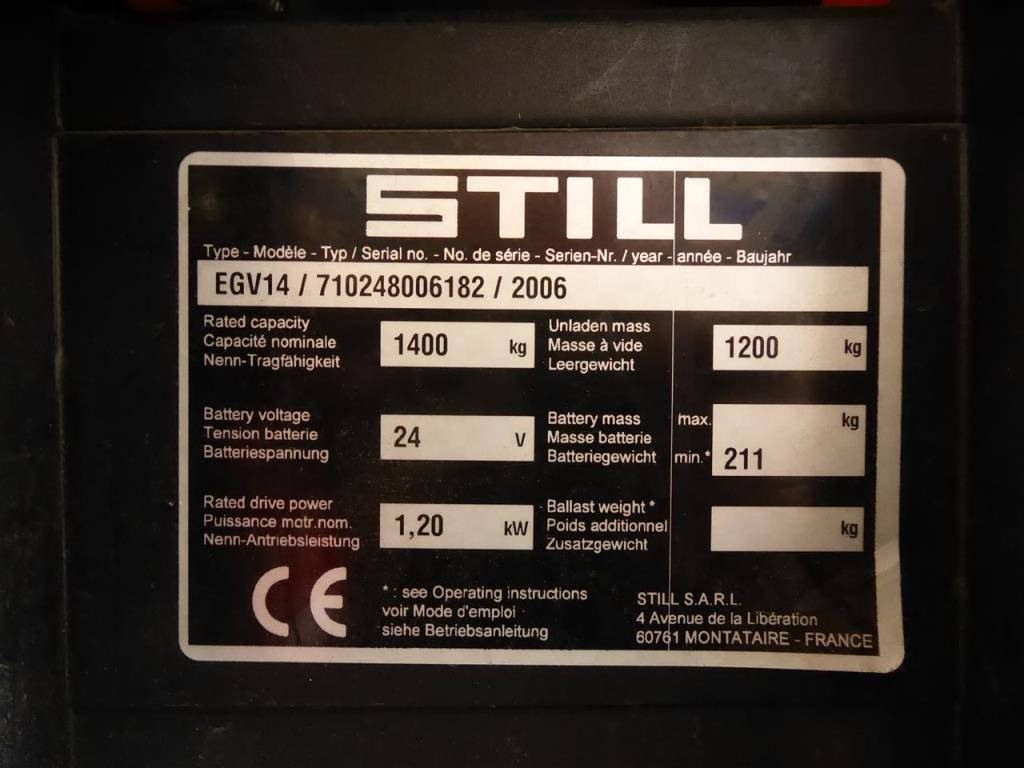 STILL
Type - Modèle - Typ / Serial no. - No. de série - Serien-Nr. / year - année - Baujahr
EGV14 / 710248006182 / 2006
Rated capacity
Capacité nominale
Nenn-Tragfähigkeit
1400 kg
Unladen mass
Masse à vide
Leergewicht
1200 kg
Battery voltage
Tension batterie
Batteriespannung
24 V
Battery mass max. kg
Masse batterie
Batteriegewicht min.* 211
Rated drive power
Puissance motr.nom.
Nenn-Antriebsleistung
1,20 kW
Ballast weight *
Poids additionnel
Zusatzgewicht
kg
CE
* : see Operating instructions
voir Mode d'emploi
siehe Betriebsanleitung
STILL S.A.R.L.
4 Avenue de la Libération
60761 MONTATAIRE - FRANCE